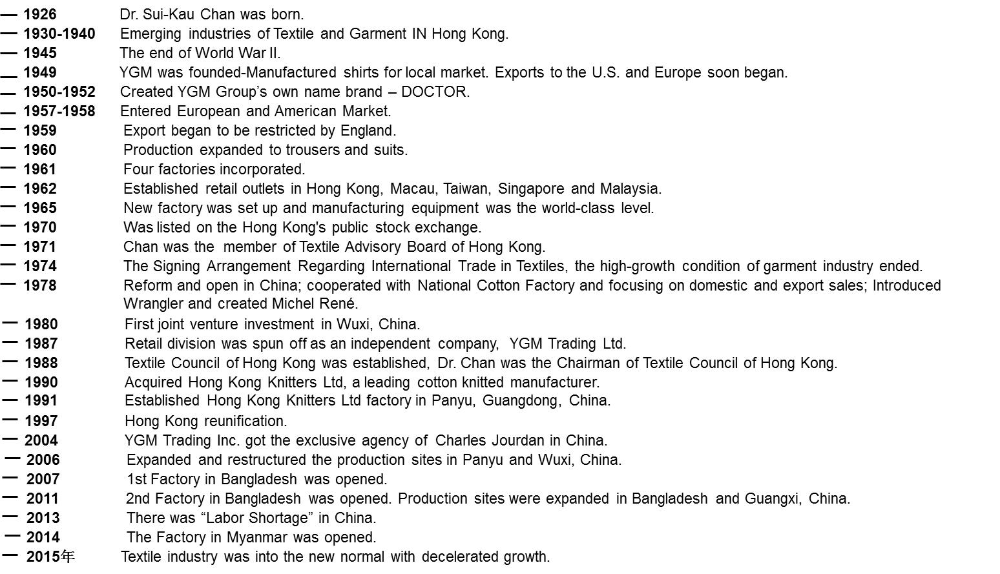 1926 Dr. Sui-Kau Chan was born.
1930-1940 Emerging industries of Textile and Garment IN Hong Kong.
1945 The end of World War II.
1949 YGM was founded-Manufactured shirts for local market. Exports to the U.S. and Europe soon began.
1950-1952 Created YGM Group’s own name brand – DOCTOR.
1957-1958 Entered European and American Market.
1959 Export began to be restricted by England.
1960 Production expanded to trousers and suits.
1961 Four factories incorporated.
1962 Established retail outlets in Hong Kong, Macau, Taiwan, Singapore and Malaysia.
1965 New factory was set up and manufacturing equipment was the world-class level.
1970 Was listed on the Hong Kong's public stock exchange.
1971 Chan was the member of Textile Advisory Board of Hong Kong.
1974 The Signing Arrangement Regarding International Trade in Textiles, the high-growth condition of garment industry ended.
1978 Reform and open in China; cooperated with National Cotton Factory and focusing on domestic and export sales; Introduced
Wrangler and created Michel René.
1980 First joint venture investment in Wuxi, China.
1987 Retail division was spun off as an independent company, YGM Trading Ltd.
1988 Textile Council of Hong Kong was established, Dr. Chan was the Chairman of Textile Council of Hong Kong.
1990 Acquired Hong Kong Knitters Ltd, a leading cotton knitted manufacturer.
1991 Established Hong Kong Knitters Ltd factory in Panyu, Guangdong, China.
1997 Hong Kong reunification.
2004 YGM Trading Inc. got the exclusive agency of Charles Jourdan in China.
2006 Expanded and restructured the production sites in Panyu and Wuxi, China.
2007 1st Factory in Bangladesh was opened.
2011 2nd Factory in Bangladesh was opened. Production sites were expanded in Bangladesh and Guangxi, China.
2013 There was “Labor Shortage” in China.
2014 The Factory in Myanmar was opened.
2015年 Textile industry was into the new normal with decelerated growth.